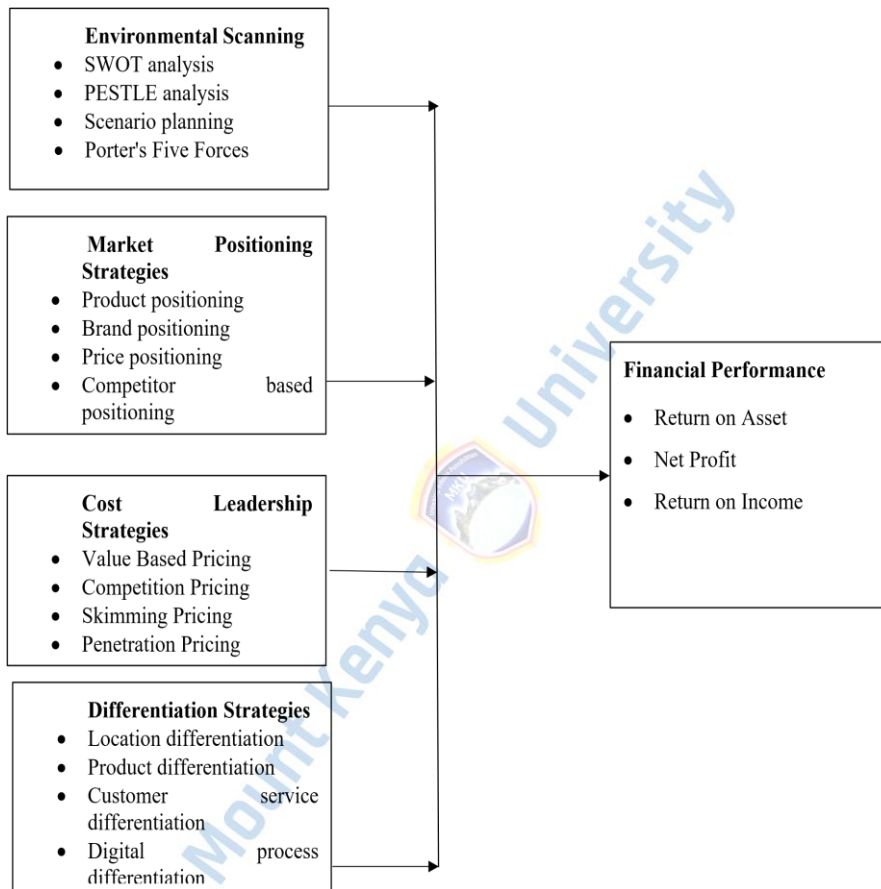 Environmental Scanning
• SWOT analysis
• PESTLE analysis
• Scenario planning
• Porter's Five Forces
Market Positioning
Strategies
• Product positioning
• Brand positioning
• Price positioning
• Competitor based
positioning
Cost Leadership
Strategies
• Value Based Pricing
• Competition Pricing
• Skimming Pricing
• Penetration Pricing
Differentiation Strategies
• Location differentiation
• Product differentiation
• Customer service
differentiation
• Digital process
differentiation
Financial Performance
• Return on Asset
• Net Profit
• Return on Income
Mount Kenya University
MKU